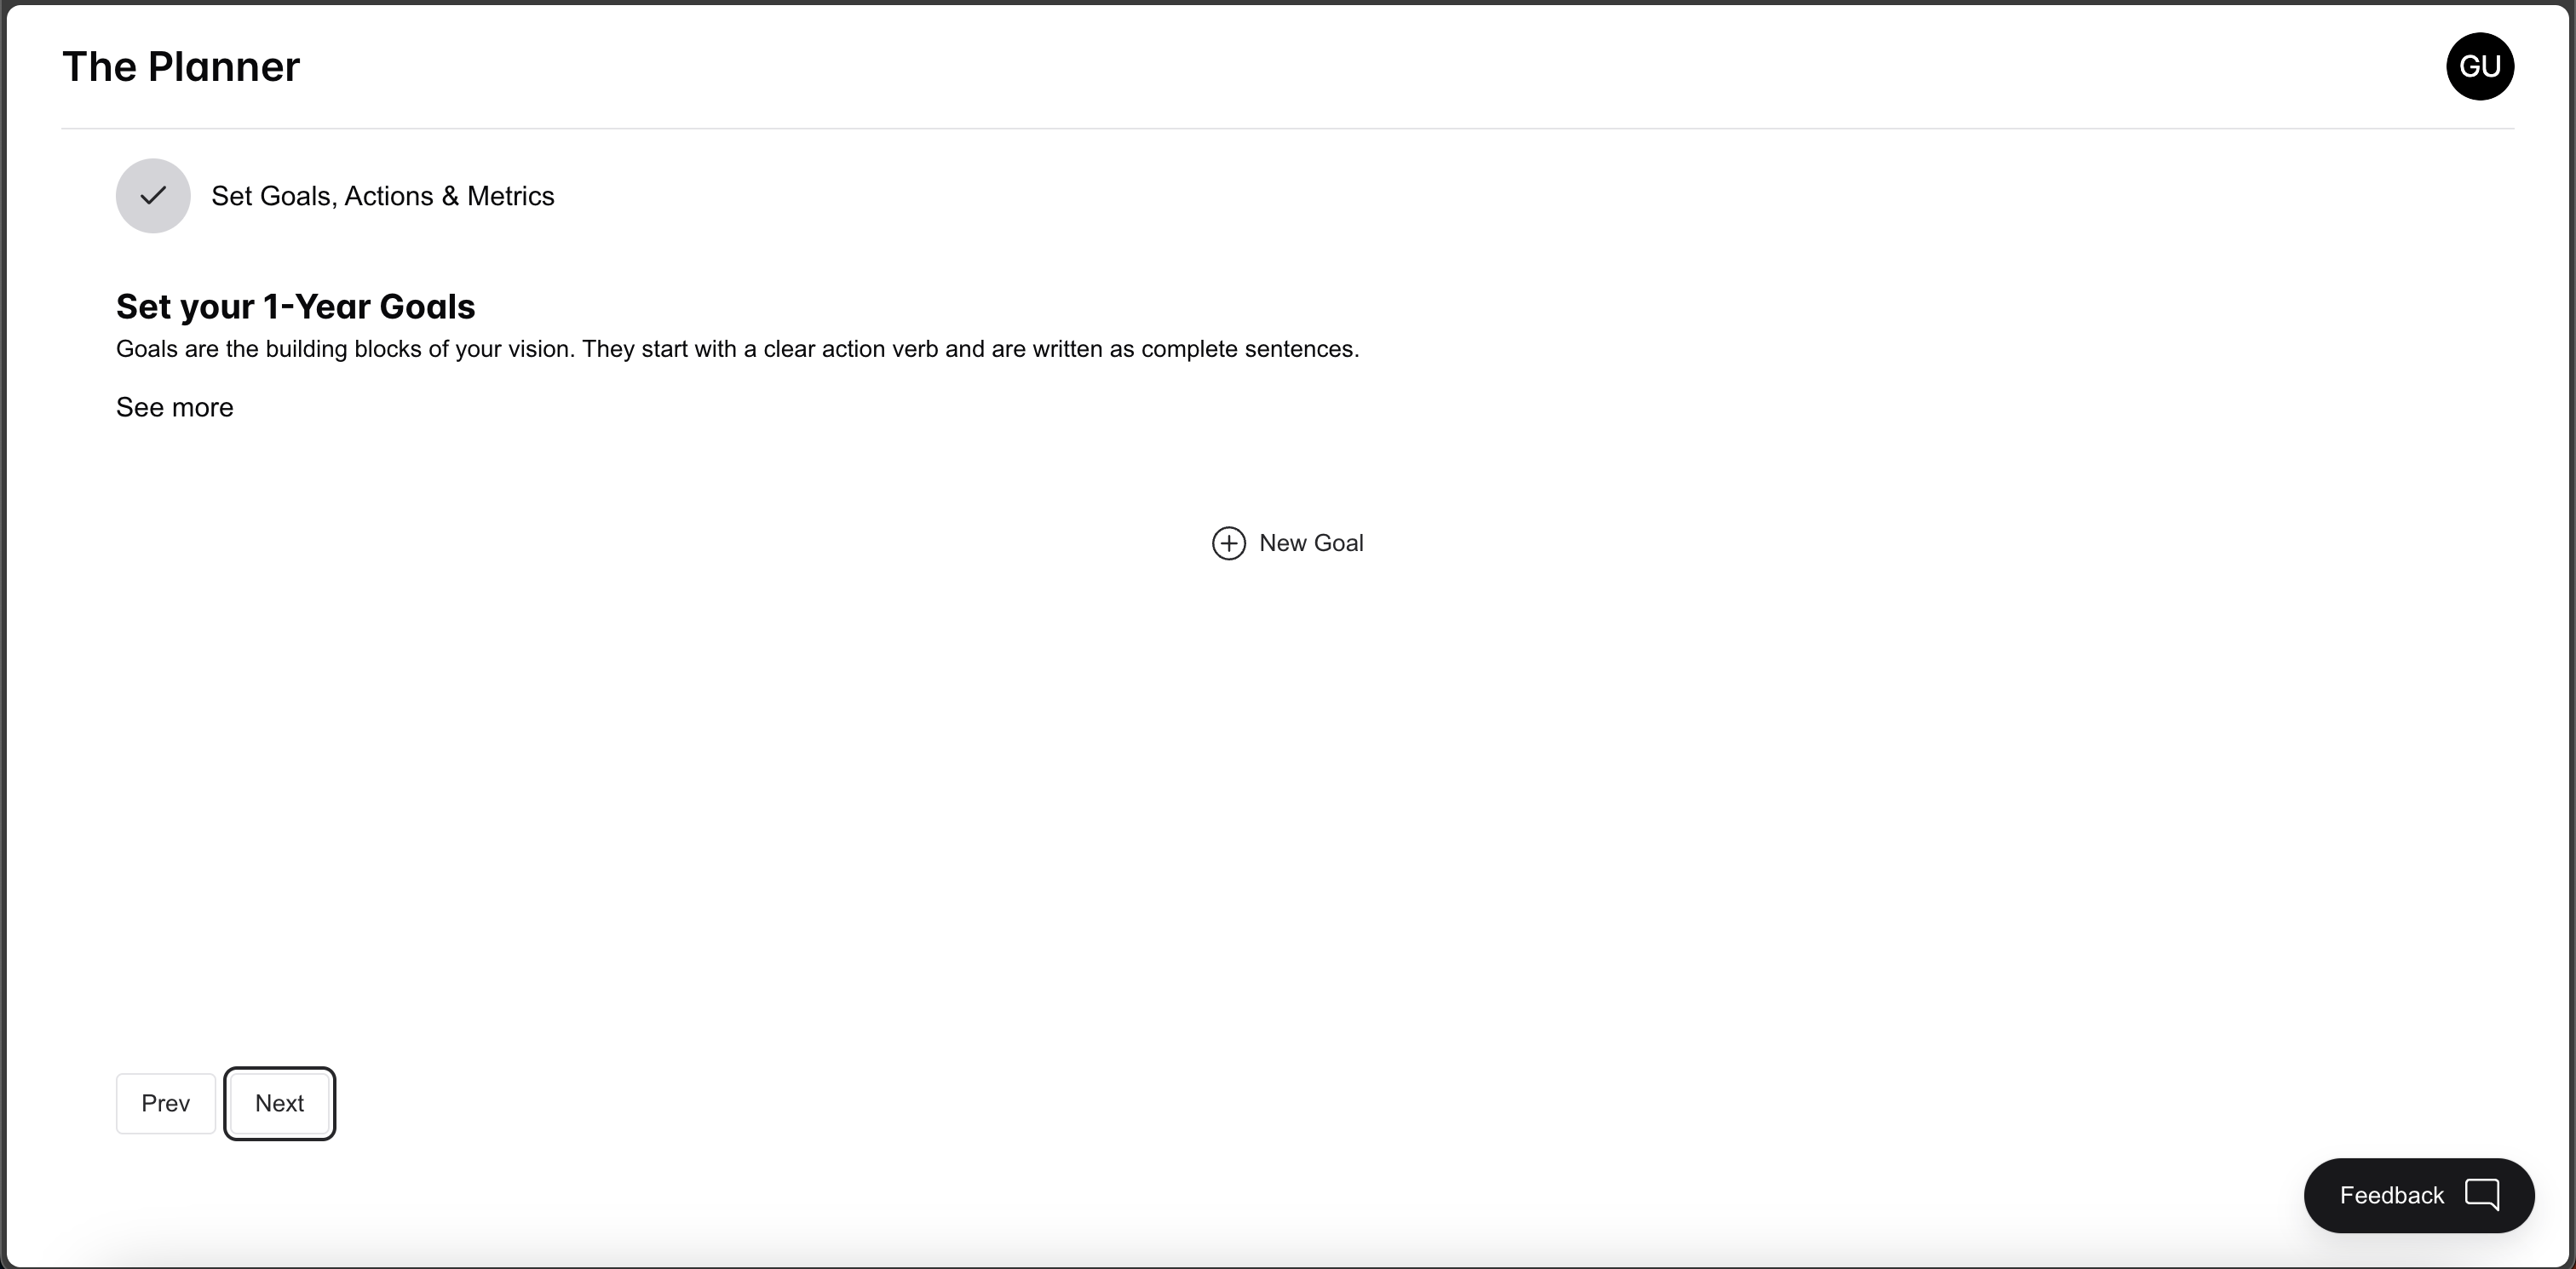 The Planner
GU
Set Goals, Actions & Metrics
Set your 1-Year Goals
Goals are the building blocks of your vision. They start with a clear action verb and are written as complete sentences.
See more
New Goal
Prev
Next
Feedback